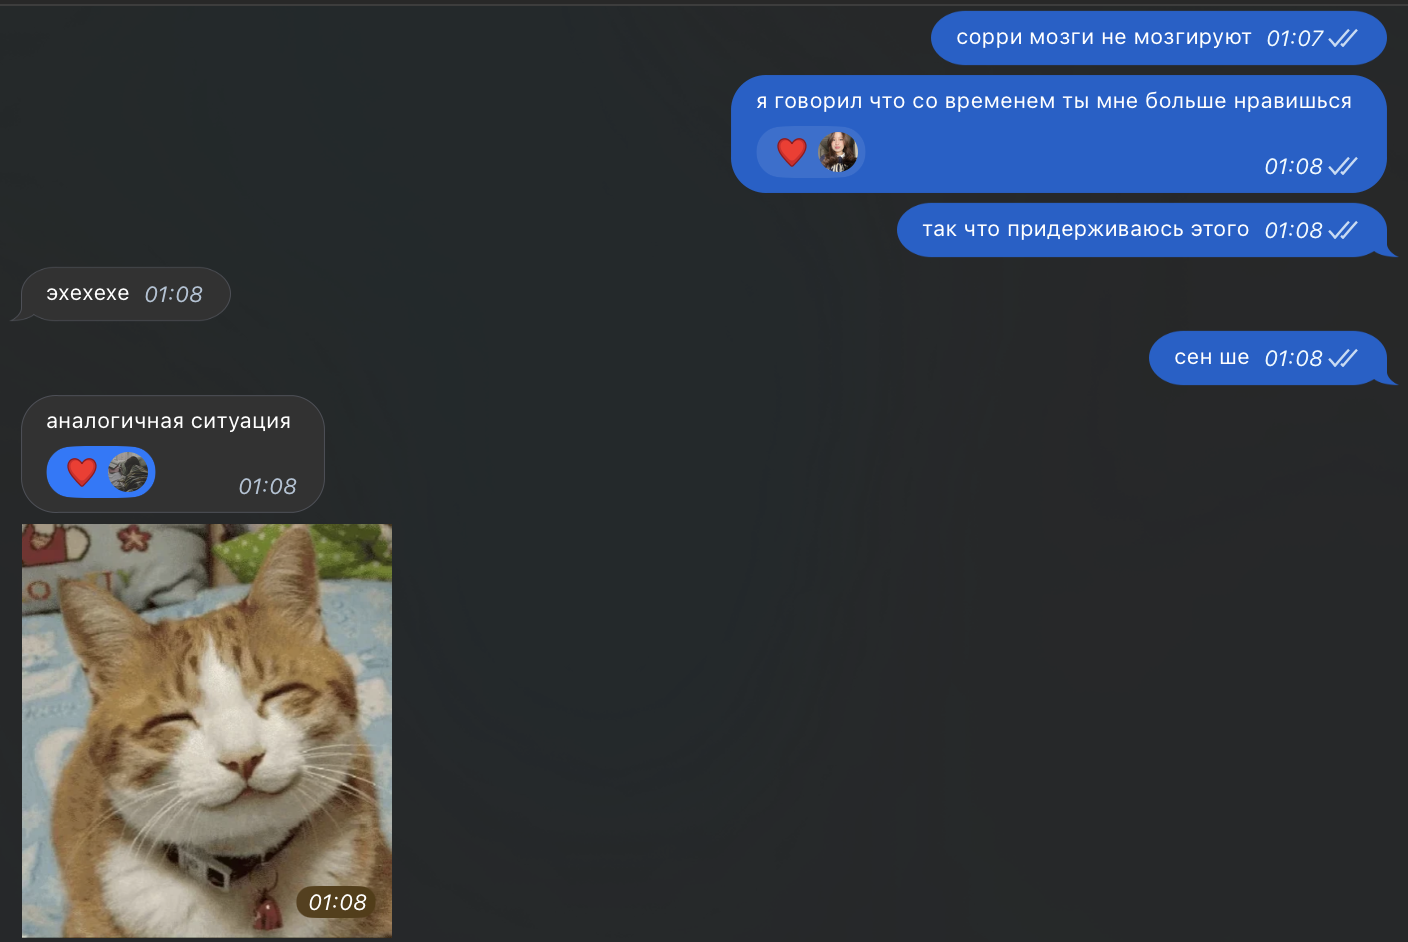 сорри мозги не мозгируют 01:07
я говорил что со временем ты мне больше нравишься
01:08
так что придерживаюсь этого 01:08
эхехехе 01:08
сен ше 01:08
аналогичная ситуация
01:08
01:08